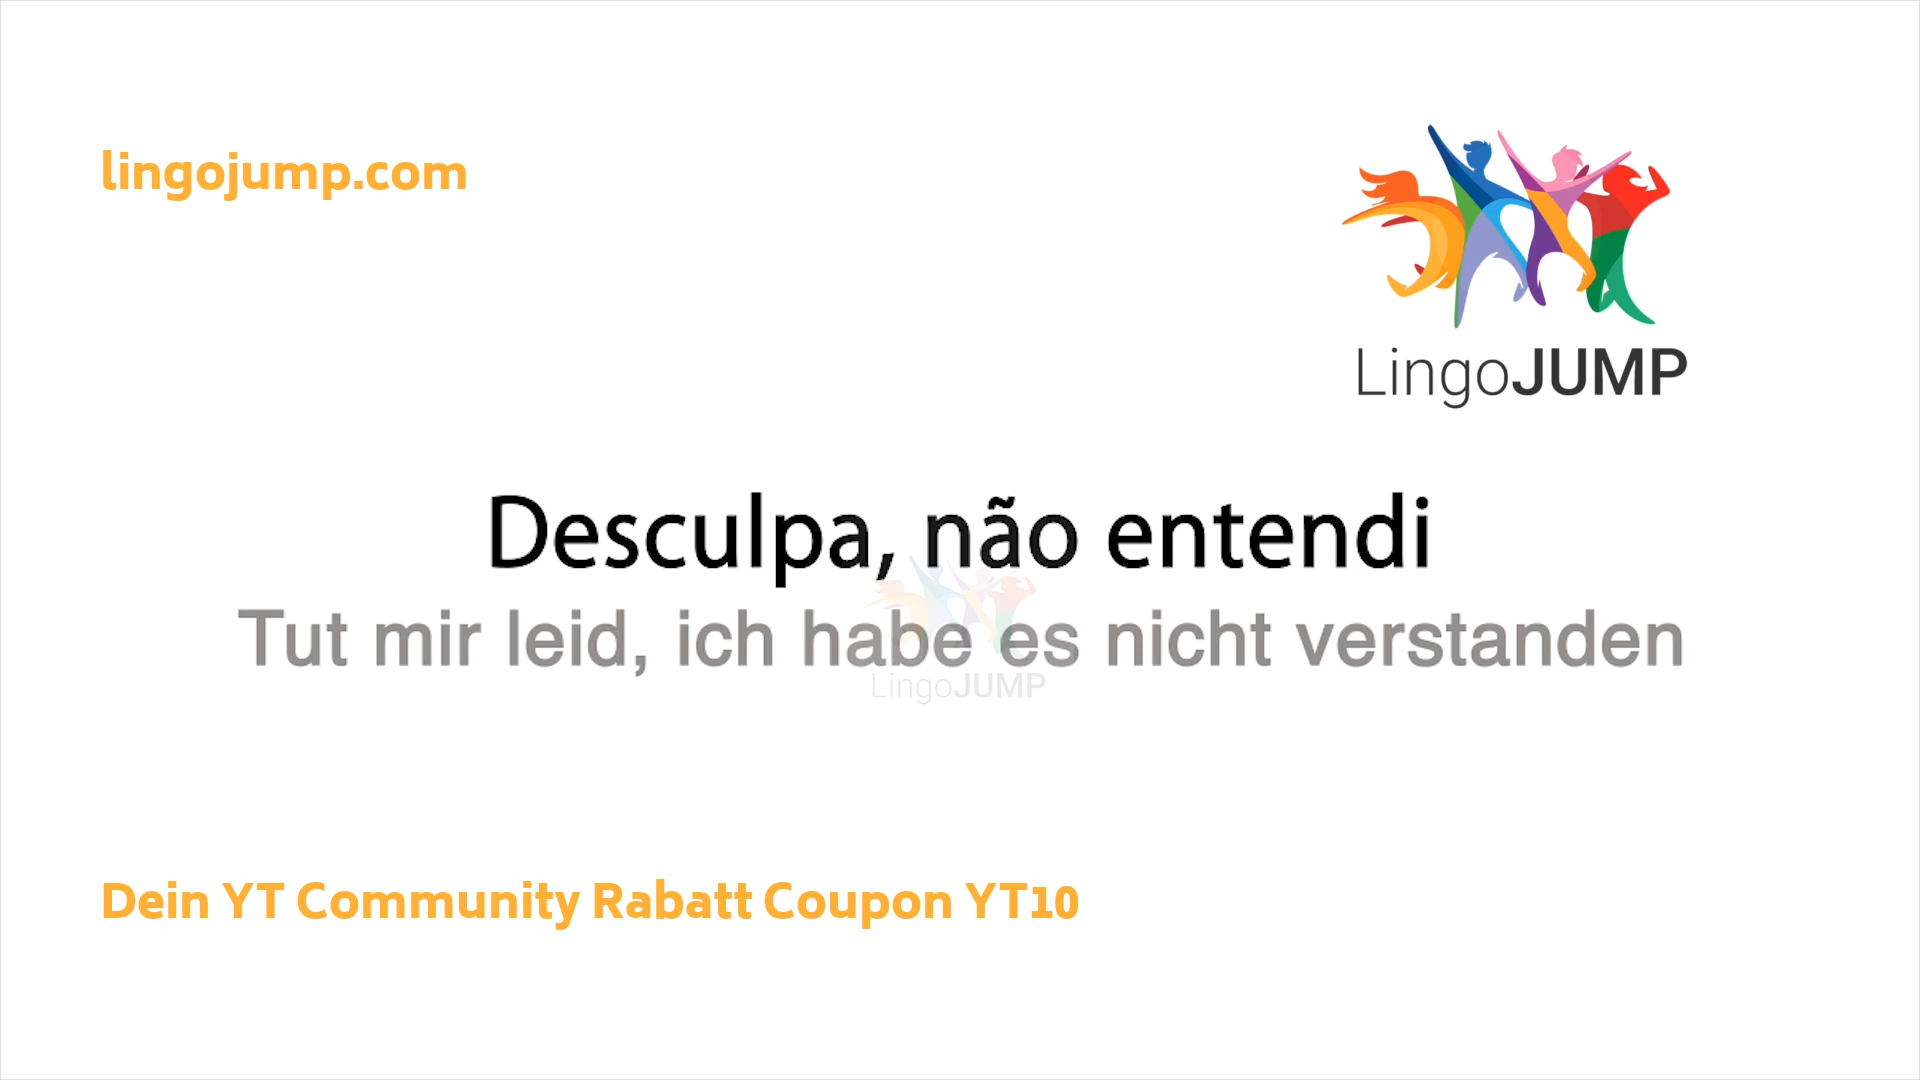 lingojump.com
LingoJUMP
Desculpa, não entendi
Tut mir leid, ich habe es nicht verstanden
LingoJUMP
Dein YT Community Rabatt Coupon YT10